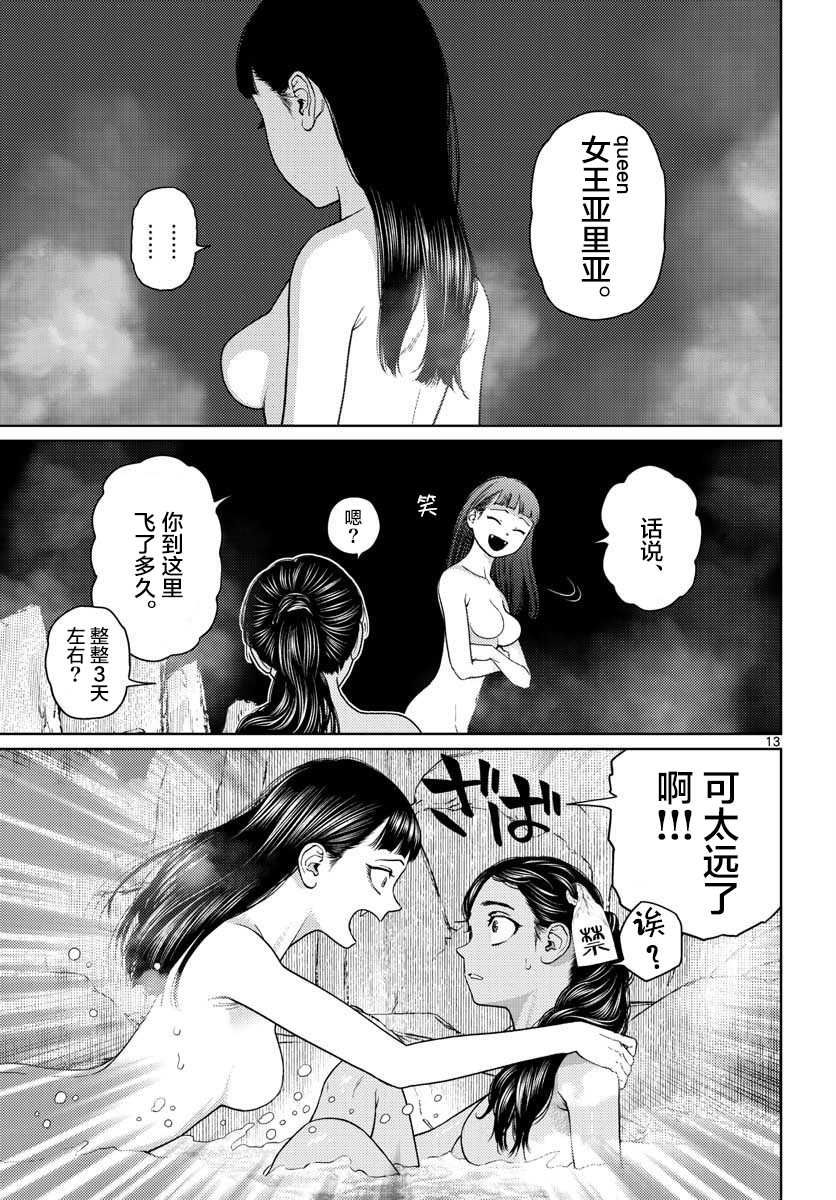 queen
女王亚里亚。
……
……
话说、
笑
嗯?
你到这里
飞了多久。
整整3天
左右?
13
可太远了
啊!!!
ざば
诶?
禁